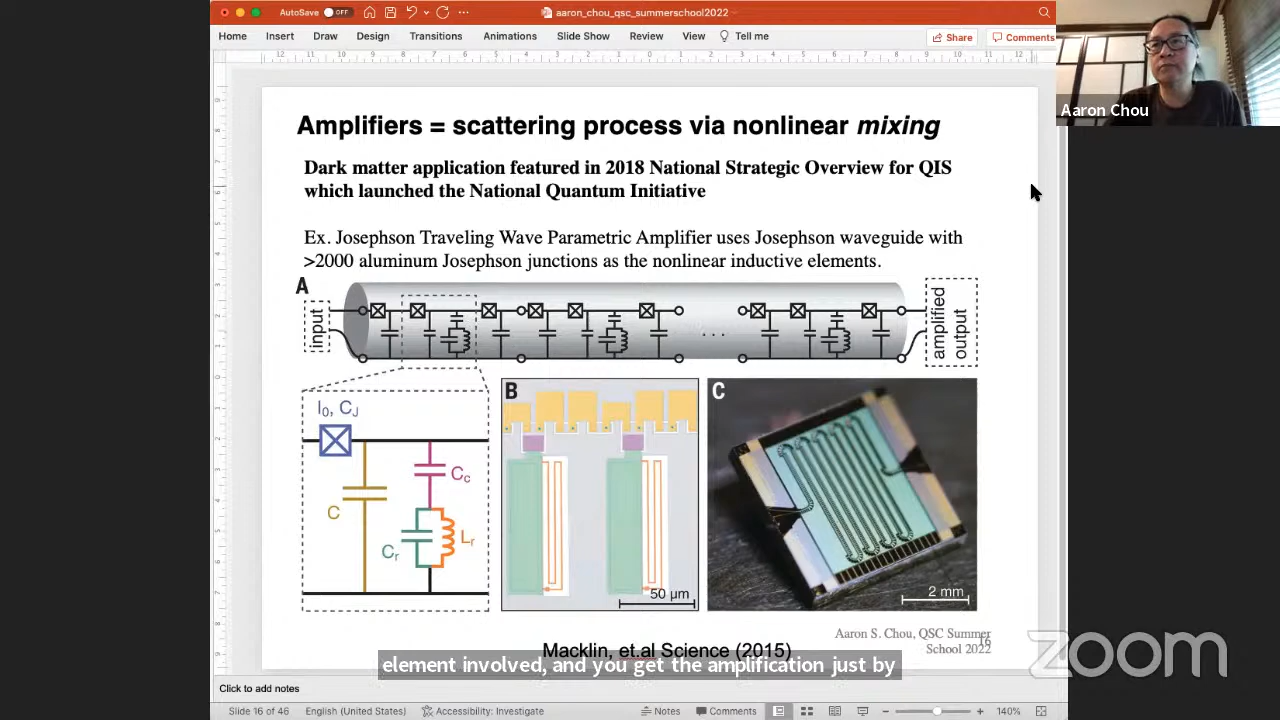 AutoSave OFF
aaron_chou_qsc_summerschool2022
Home Insert Draw Design Transitions Animations Slide Show Review View Tell me Share Comments
Aaron Chou
Amplifiers = scattering process via nonlinear mixing
Dark matter application featured in 2018 National Strategic Overview for QIS
which launched the National Quantum Initiative
Ex. Josephson Traveling Wave Parametric Amplifier uses Josephson waveguide with
>2000 aluminum Josephson junctions as the nonlinear inductive elements.
A
input
amplified
output
I0, CJ
C
Cc
Cr
Lr
B
50 µm
C
2 mm
Aaron S. Chou, QSC Summer
School 2022
16
Macklin, et.al Science (2015)
element involved, and you get the amplification just by
zoom
Click to add notes
Slide 16 of 46 English (United States) Accessibility: Investigate Notes Comments 140%